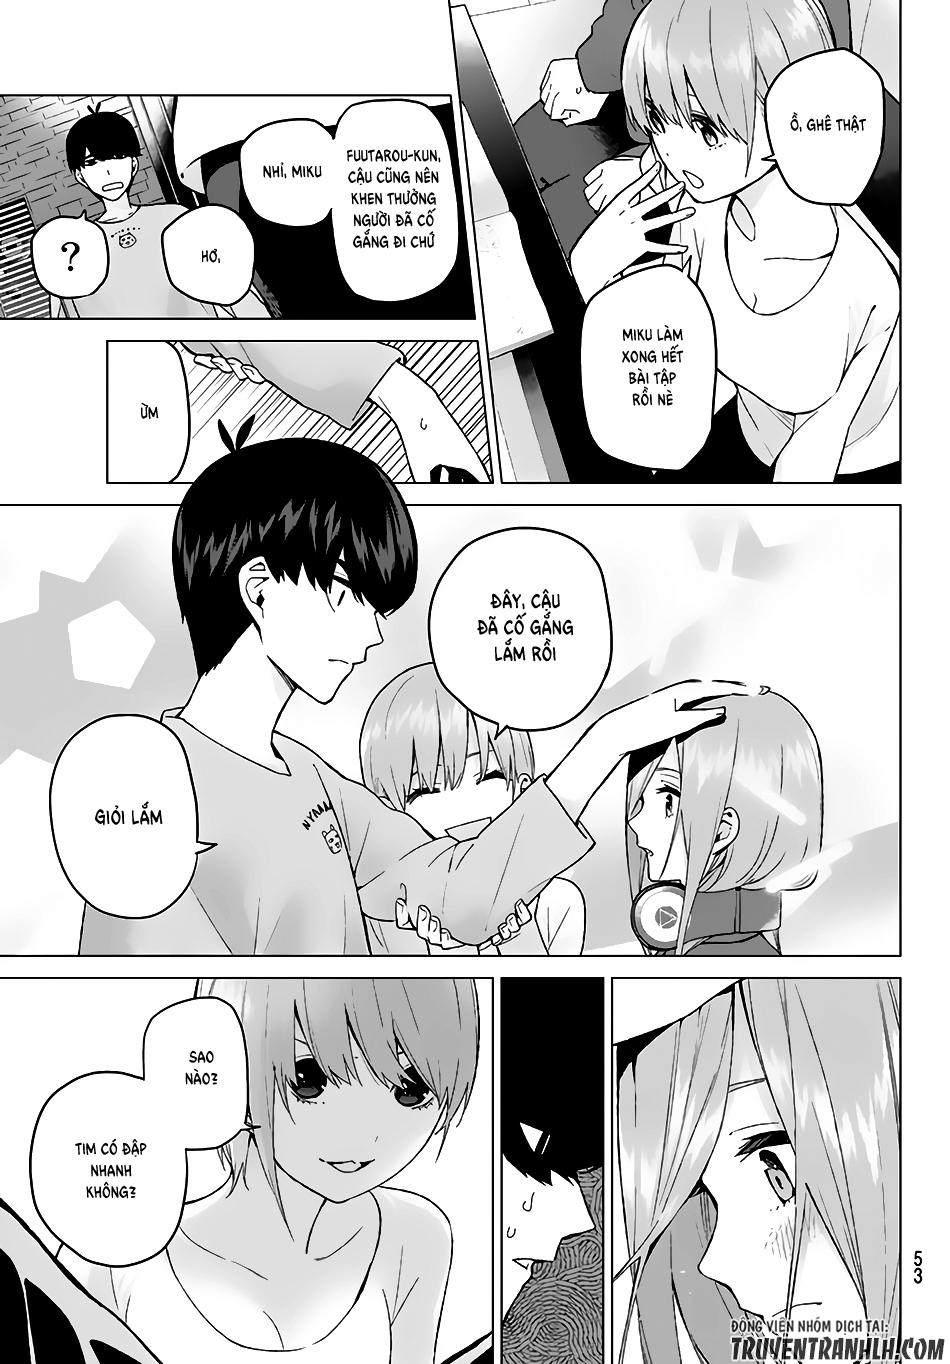 Ồ, GHÊ THẬT
MIKU LÀM
XONG HẾT
BÀI TẬP
RỒI NÈ
FUUTAROU-KUN,
CẬU CŨNG NÊN
KHEN THƯỞNG
NGƯỜI ĐÃ CỐ
GẮNG ĐI CHỨ
NHỈ, MIKU
HƠ,
?
ỪM
ĐÂY, CẬU
ĐÃ CỐ GẮNG
LẮM RỒI
GIỎI LẮM
NYAAAA
SAO
NÀO?
TIM CÓ ĐẬP
NHANH
KHÔNG?
53
ĐỘNG VIÊN NHÓM DỊCH TẠI:
TRUYENTRANHLH.COM